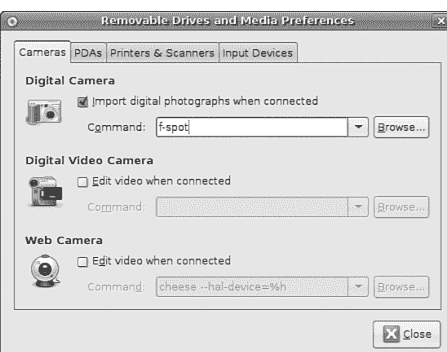 Removable Drives and Media Preferences
Cameras PDAs Printers & Scanners Input Devices
Digital Camera
Import digital photographs when connected
Command: f-spot Browse...
Digital Video Camera
Edit video when connected
Command: Browse...
Web Camera
Edit video when connected
Command: cheese --hal-device=%h Browse...
Close